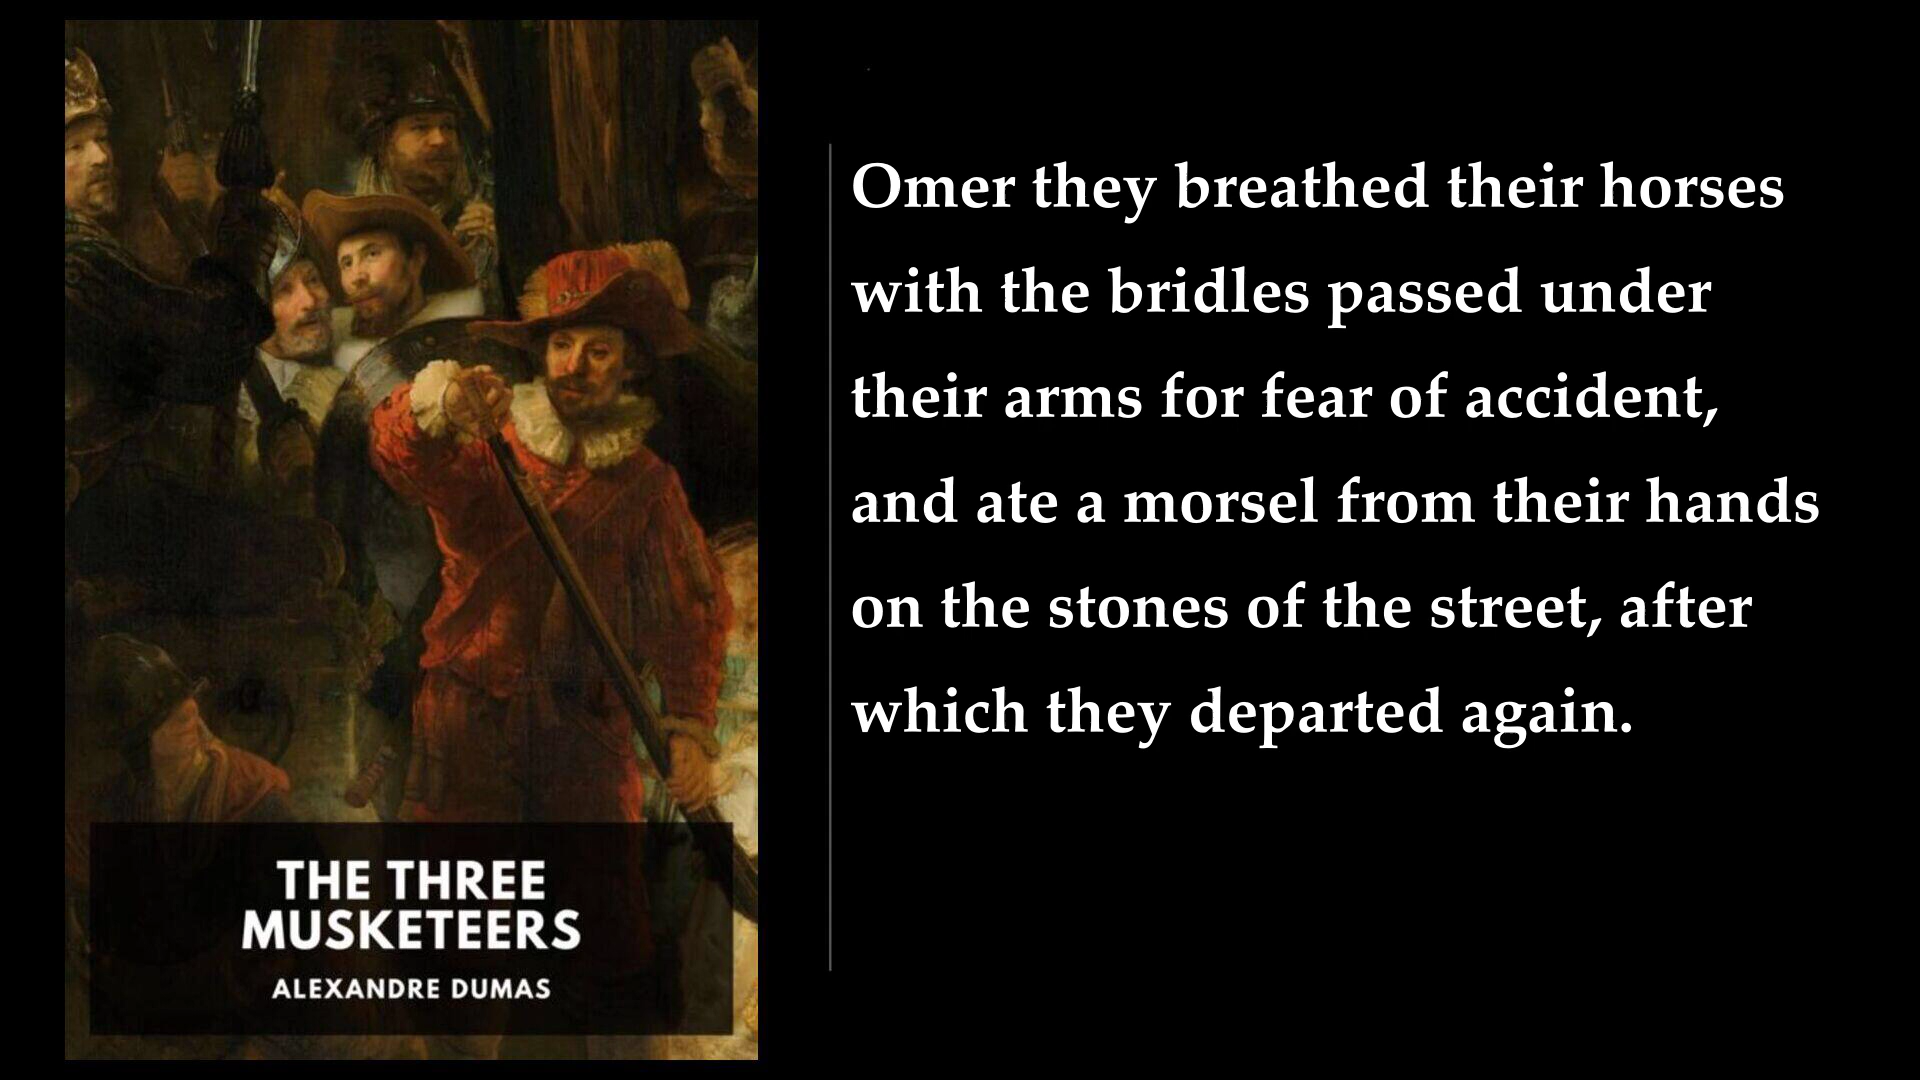 THE THREE
MUSKETEERS
ALEXANDRE DUMAS
Omer they breathed their horses
with the bridles passed under
their arms for fear of accident,
and ate a morsel from their hands
on the stones of the street, after
which they departed again.